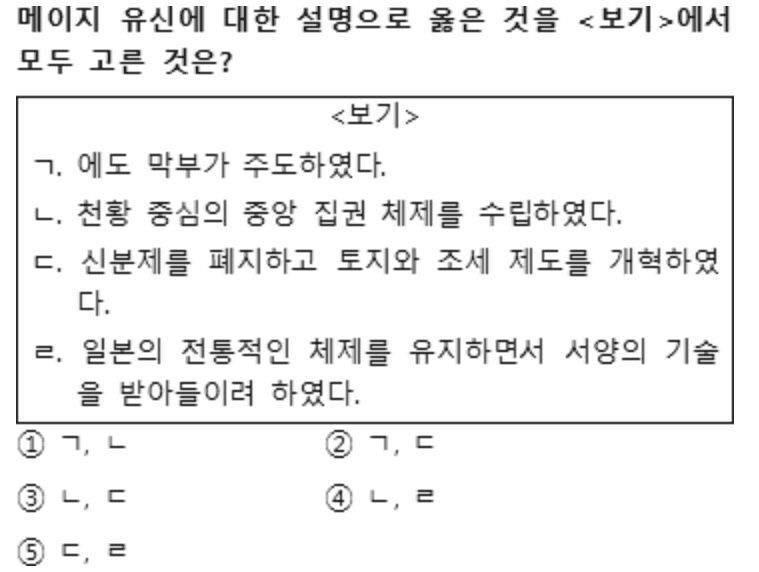 메이지 유신에 대한 설명으로 옳은 것을 <보기>에서
모두 고른 것은?
<보기>
ㄱ. 에도 막부가 주도하였다.
ㄴ. 천황 중심의 중앙 집권 체제를 수립하였다.
ㄷ. 신분제를 폐지하고 토지와 조세 제도를 개혁하였
다.
ㄹ. 일본의 전통적인 체제를 유지하면서 서양의 기술
을 받아들이려 하였다.
① ㄱ, ㄴ ② ㄱ, ㄷ
③ ㄴ, ㄷ ④ ㄴ, ㄹ
⑤ ㄷ, ㄹ